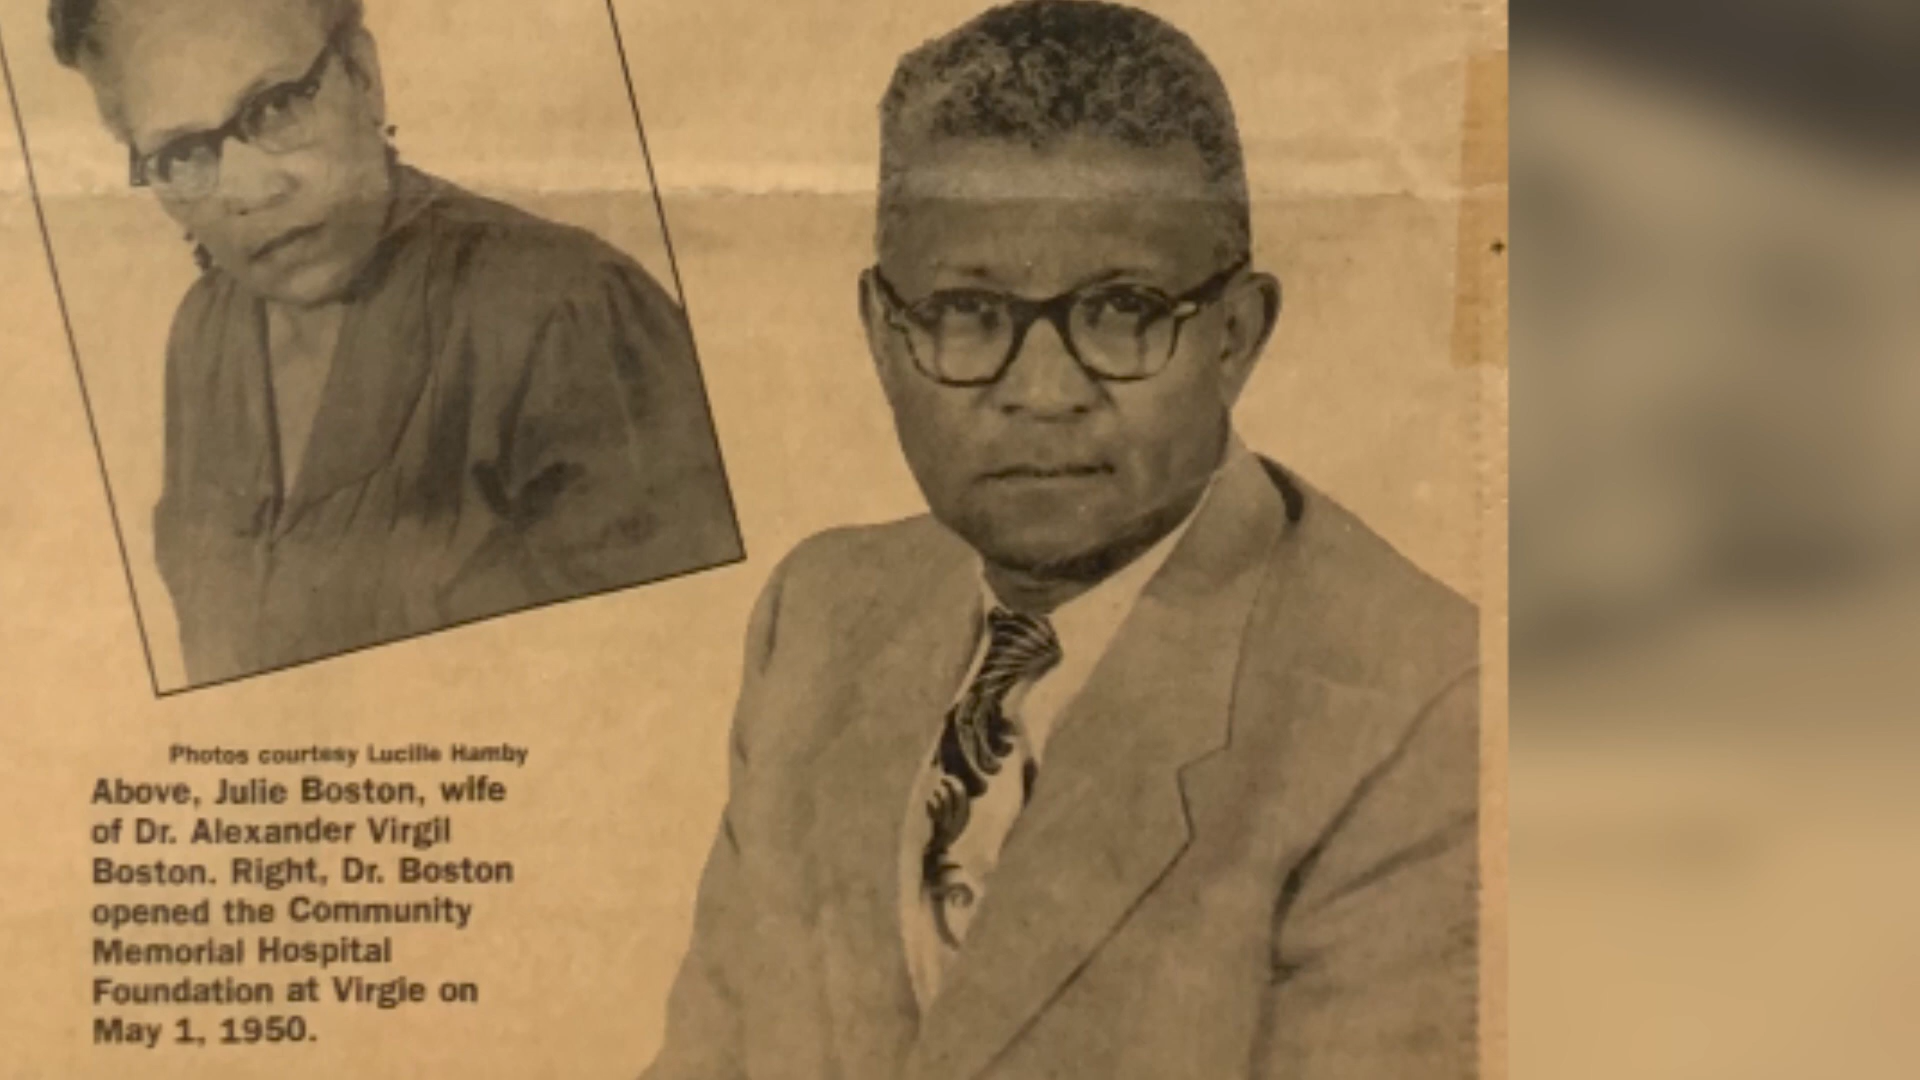 Photos courtesy Lucille Hamby
Above, Julie Boston, wife
of Dr. Alexander Virgil
Boston. Right, Dr. Boston
opened the Community
Memorial Hospital
Foundation at Virgie on
May 1, 1950.